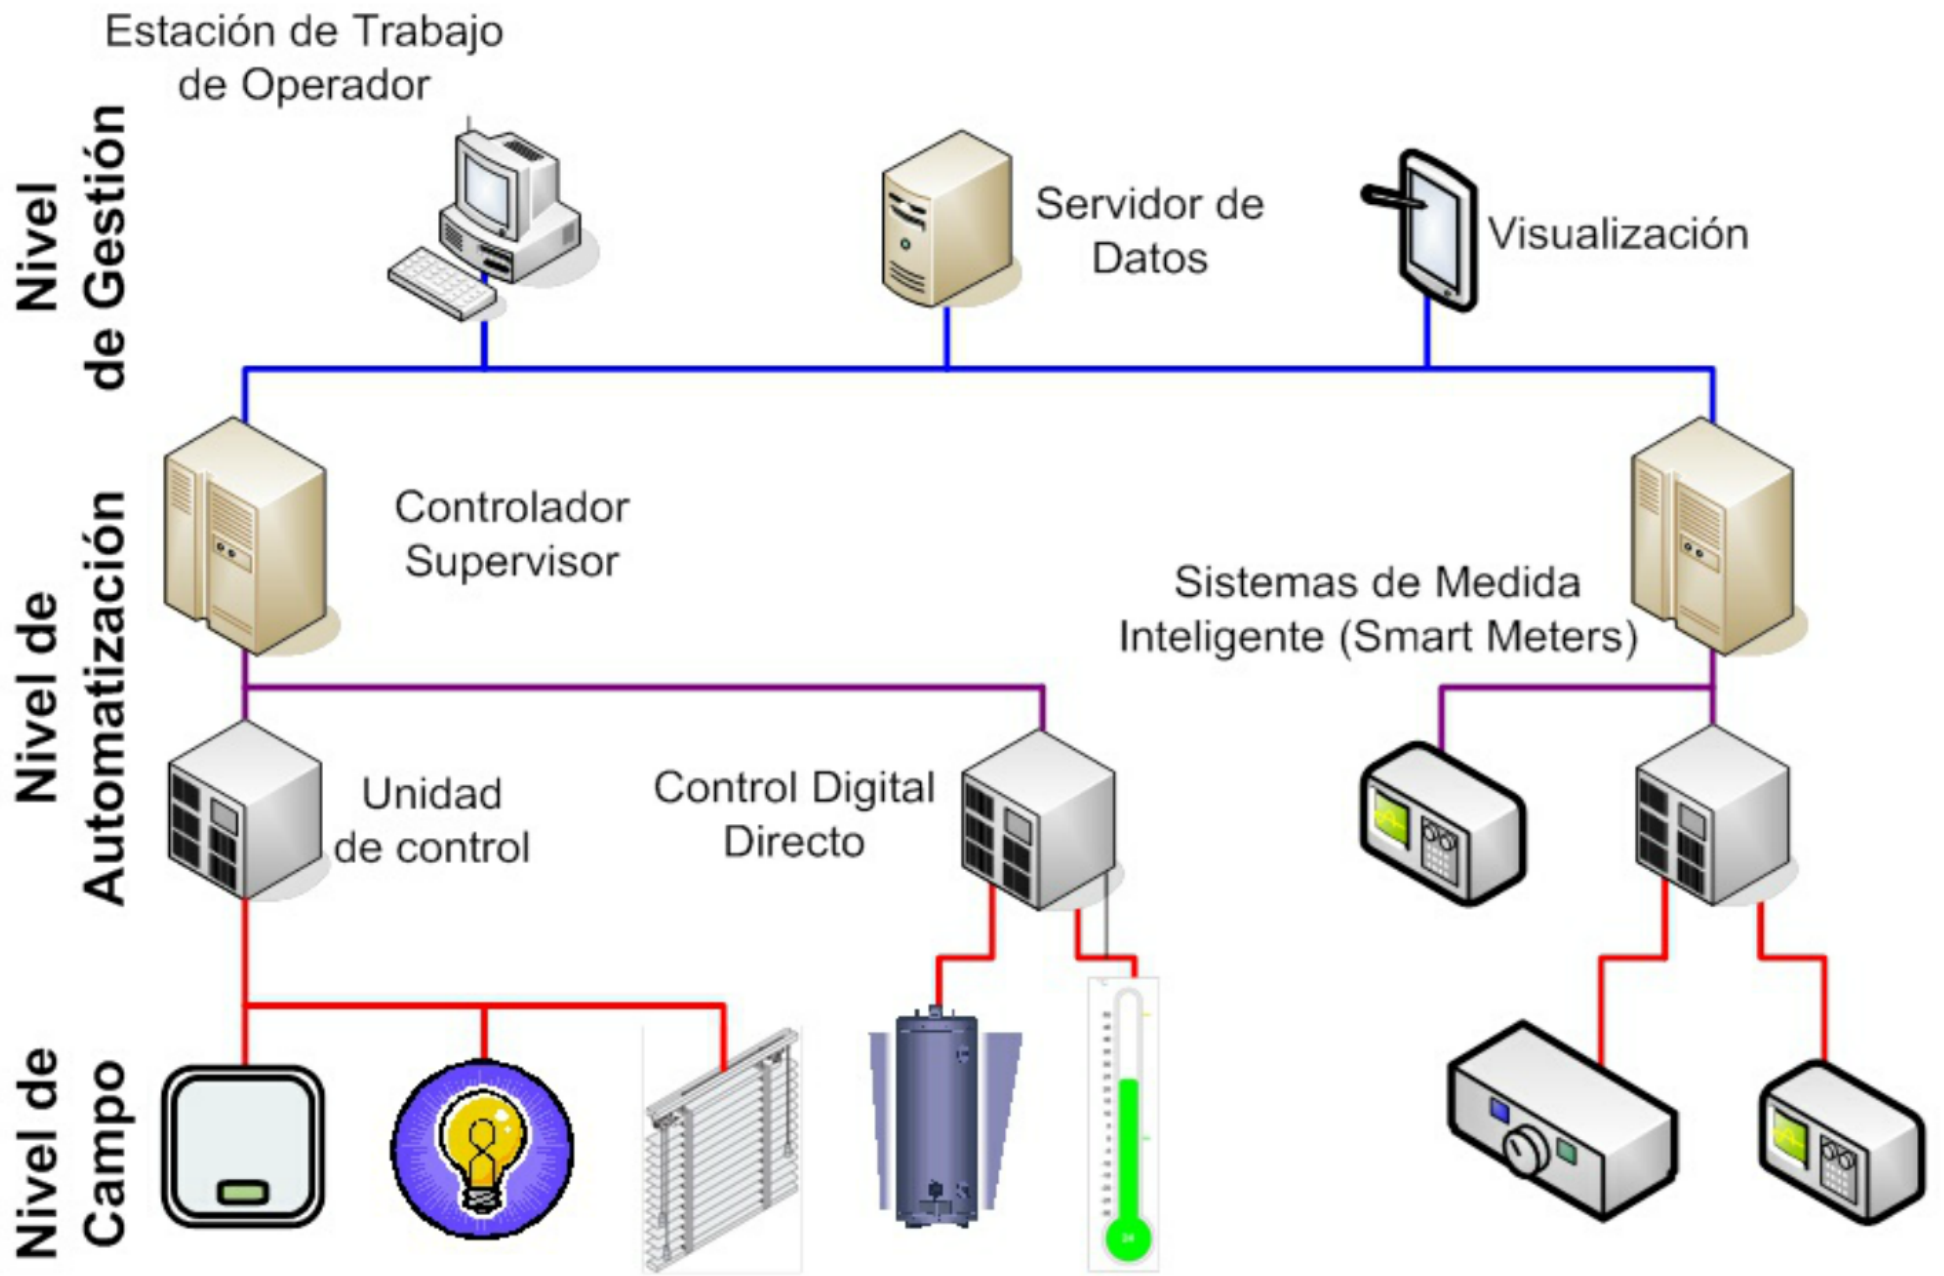 Estación de Trabajo
de Operador
Nivel
de Gestión
Servidor de
Datos
Visualización
Nivel de
Automatización
Controlador
Supervisor
Sistemas de Medida
Inteligente (Smart Meters)
Unidad
de control
Control Digital
Directo
Nivel de
Campo